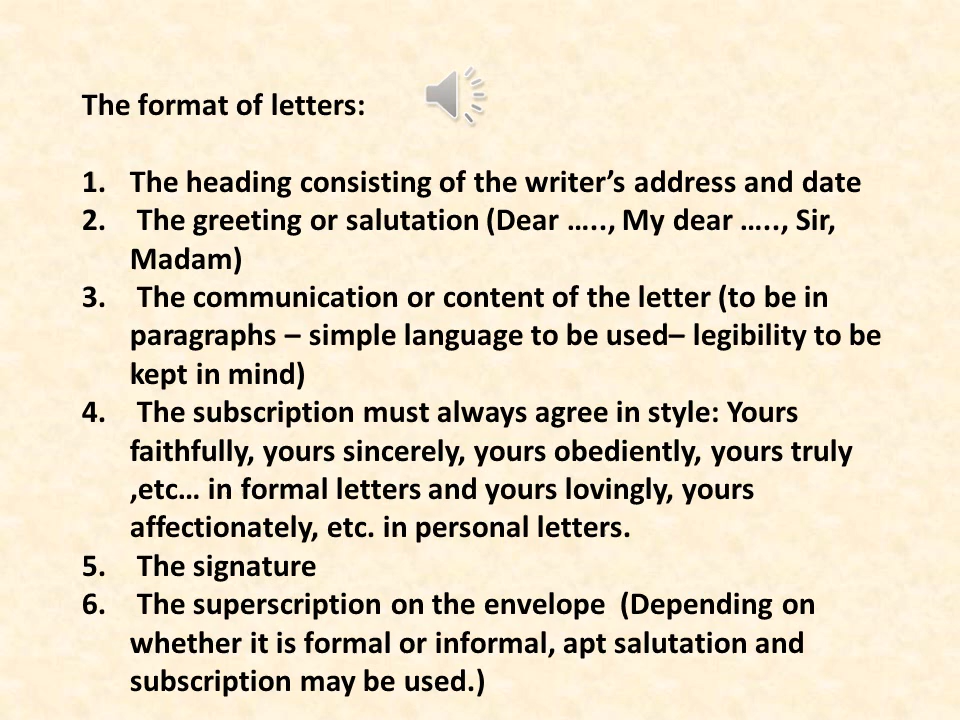 The format of letters:
1. The heading consisting of the writer’s address and date
2. The greeting or salutation (Dear ….., My dear ….., Sir,
Madam)
3. The communication or content of the letter (to be in
paragraphs – simple language to be used– legibility to be
kept in mind)
4. The subscription must always agree in style: Yours
faithfully, yours sincerely, yours obediently, yours truly
,etc… in formal letters and yours lovingly, yours
affectionately, etc. in personal letters.
5. The signature
6. The superscription on the envelope (Depending on
whether it is formal or informal, apt salutation and
subscription may be used.)